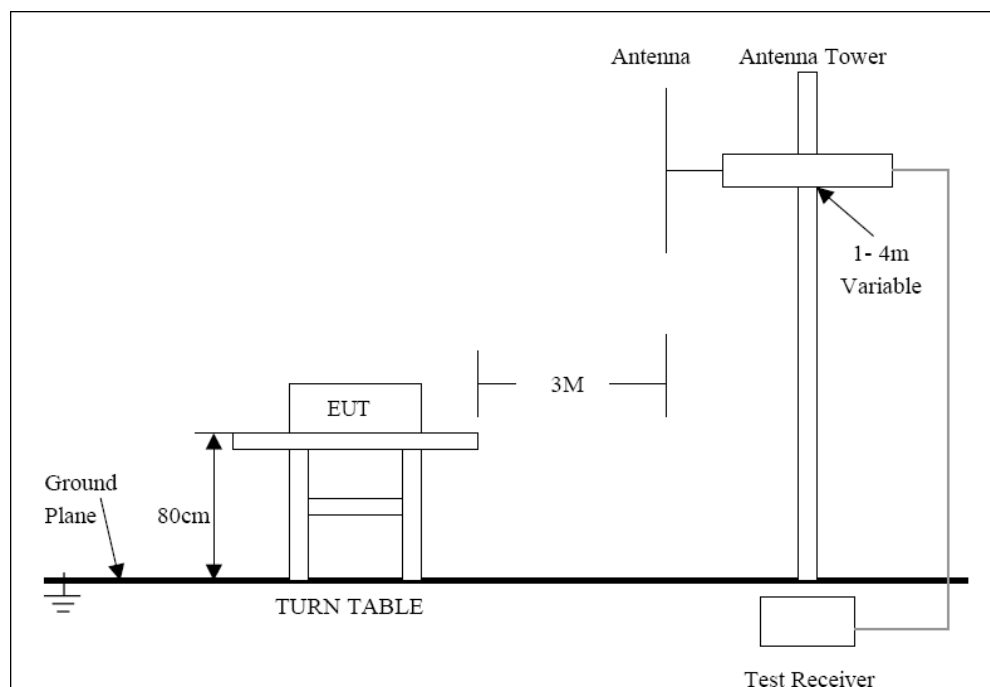 Antenna
Antenna Tower
1- 4m
Variable
3M
EUT
Ground
Plane
80cm
TURN TABLE
Test Receiver